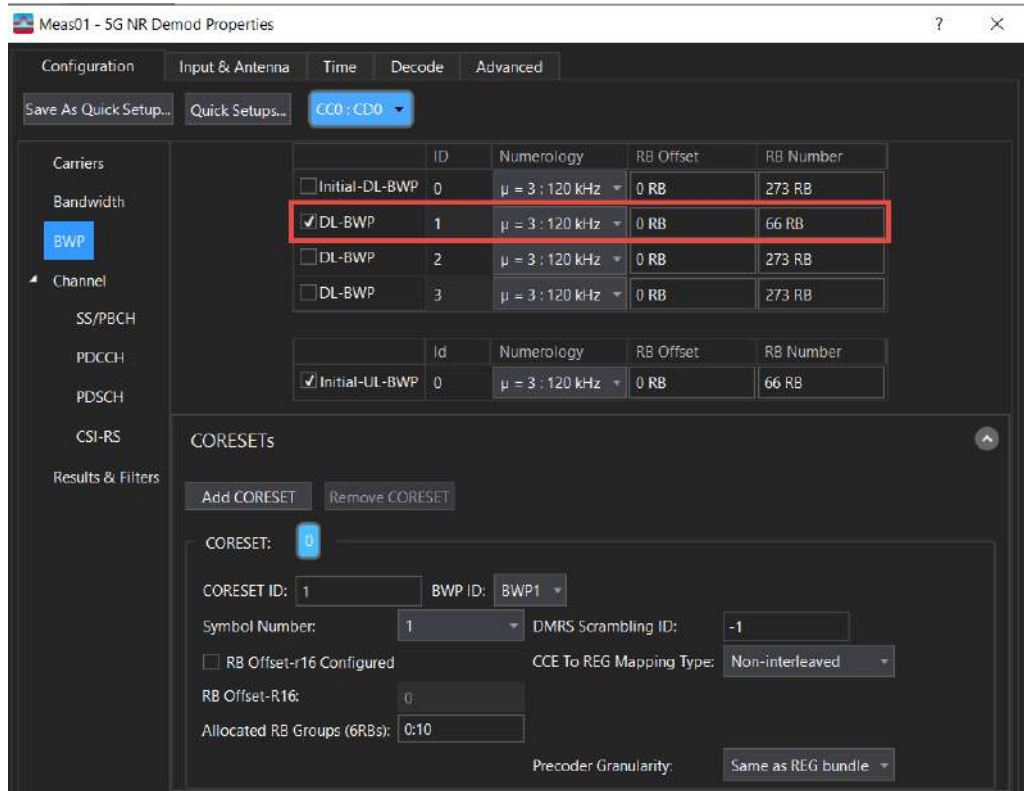 Meas01 - 5G NR Demod Properties ? ×
Configuration Input & Antenna Time Decode Advanced
Save As Quick Setup... Quick Setups... CC0 : CD0
Carriers
Bandwidth
BWP
Channel
SS/PBCH
PDCCH
PDSCH
CSI-RS
Results & Filters
ID Numerology RB Offset RB Number
Initial-DL-BWP 0 μ = 3 : 120 kHz 0 RB 273 RB
DL-BWP 1 μ = 3 : 120 kHz 0 RB 66 RB
DL-BWP 2 μ = 3 : 120 kHz 0 RB 273 RB
DL-BWP 3 μ = 3 : 120 kHz 0 RB 273 RB
Id Numerology RB Offset RB Number
Initial-UL-BWP 0 μ = 3 : 120 kHz 0 RB 66 RB
CORESETs
Add CORESET Remove CORESET
CORESET: 0
CORESET ID: 1 BWP ID: BWP1
Symbol Number: 1 DMRS Scrambling ID: -1
RB Offset-r16 Configured CCE To REG Mapping Type: Non-interleaved
RB Offset-R16: 0
Allocated RB Groups (6RBs): 0:10
Precoder Granularity: Same as REG bundle